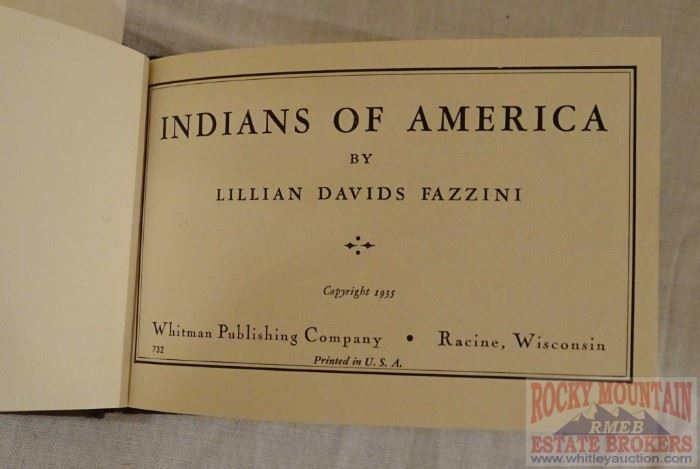 INDIANS OF AMERICA
BY
LILLIAN DAVIDS FAZZINI
Copyright 1935
Whitman Publishing Company • Racine, Wisconsin
732
Printed in U. S. A.
ROCKY MOUNTAIN
RMEB
ESTATE BROKERS
www.whitleyauction.com